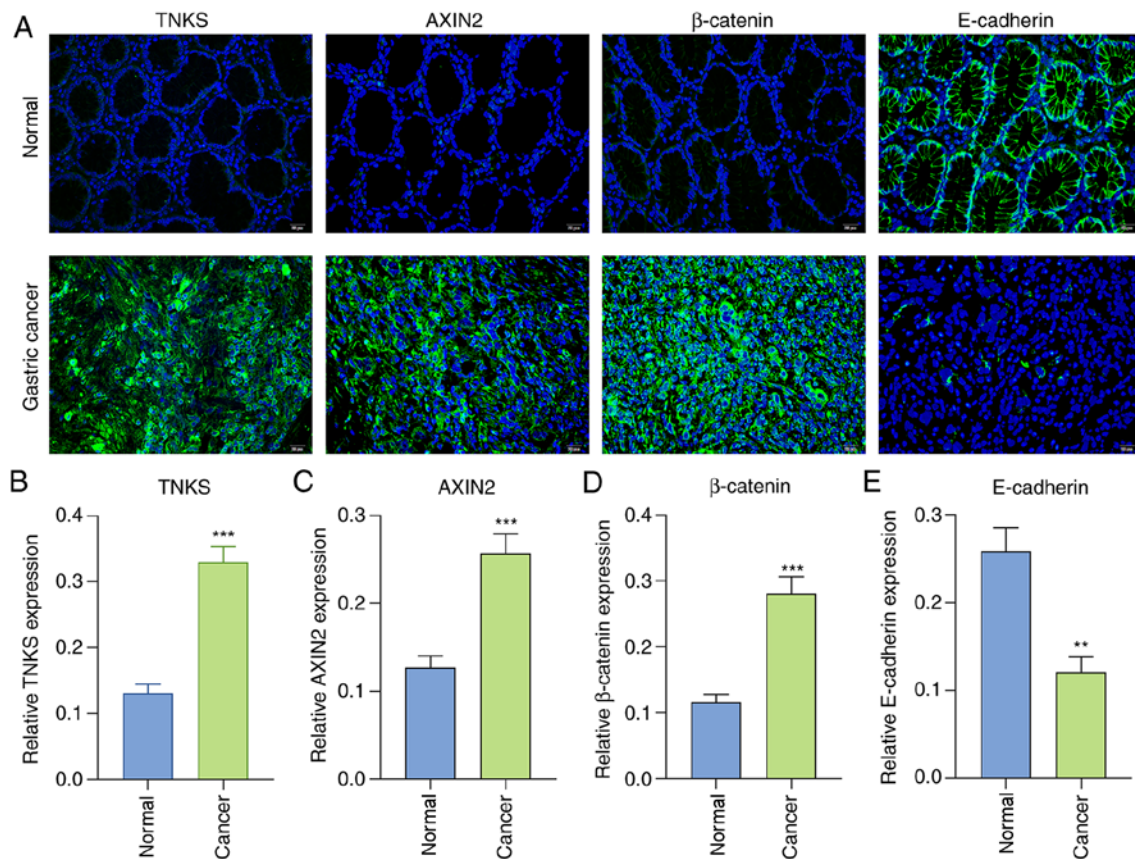 A
TNKS
AXIN2
β-catenin
E-cadherin
Normal
Gastric cancer
B
TNKS
Relative TNKS expression
0.4
0.3
0.2
0.1
0.0
***
Normal
Cancer
C
AXIN2
Relative AXIN2 expression
0.3
0.2
0.1
0.0
***
Normal
Cancer
D
β-catenin
Relative β-catenin expression
0.4
0.3
0.2
0.1
0.0
***
Normal
Cancer
E
E-cadherin
Relative E-cadherin expression
0.3
0.2
0.1
0.0
**
Normal
Cancer